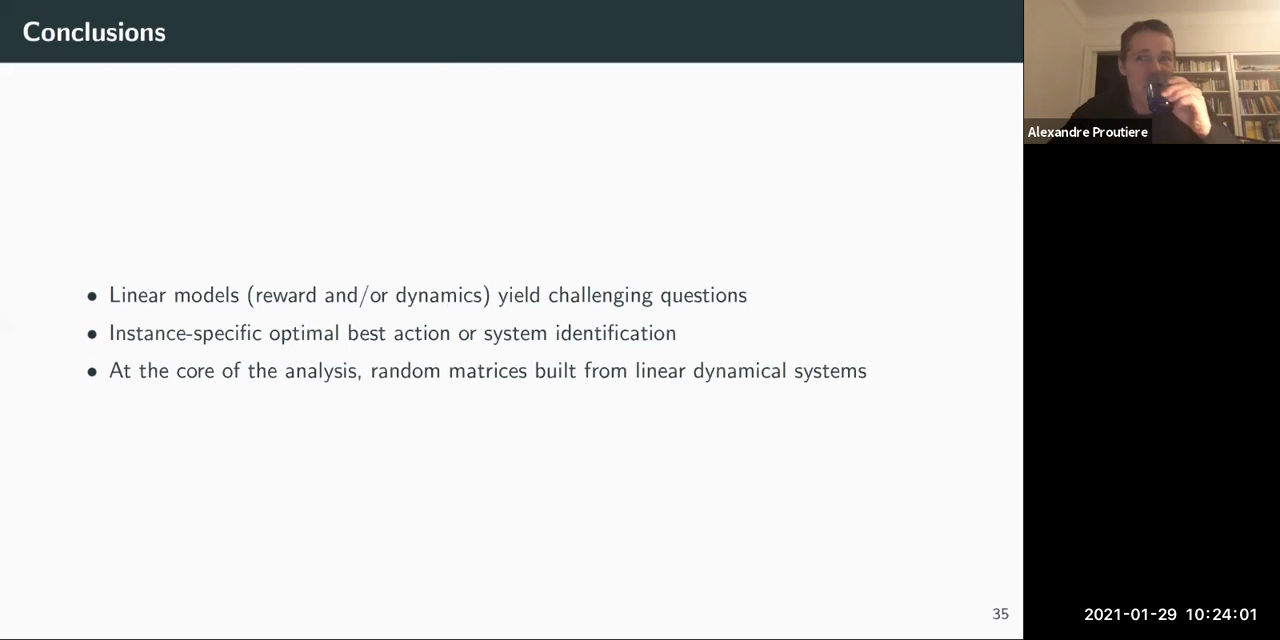 Conclusions
Alexandre Proutiere
• Linear models (reward and/or dynamics) yield challenging questions
• Instance-specific optimal best action or system identification
• At the core of the analysis, random matrices built from linear dynamical systems
35
2021-01-29 10:24:01